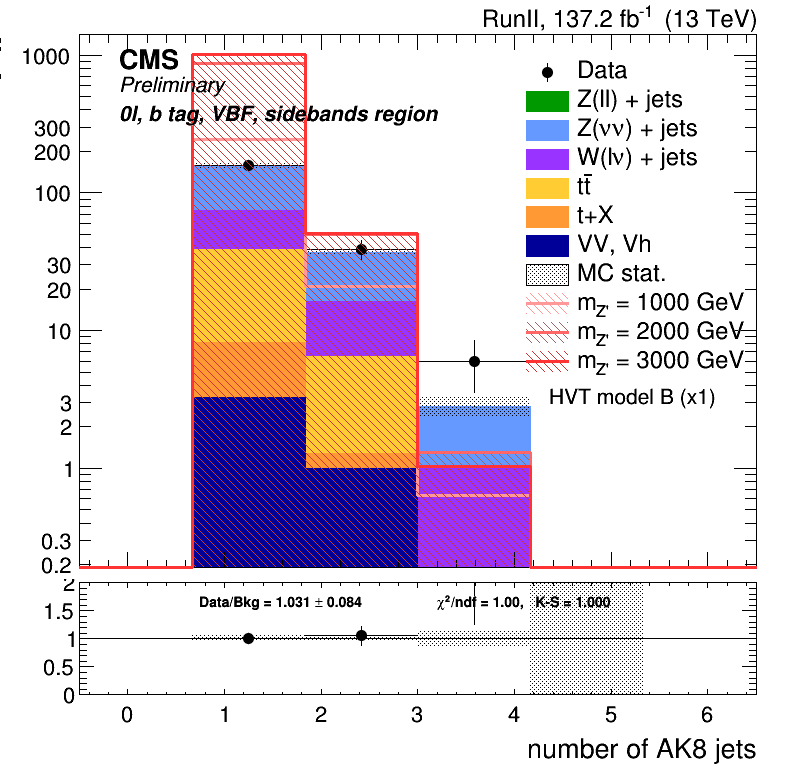 RunII, 137.2 fb⁻¹ (13 TeV)
CMS
Preliminary
0l, b tag, VBF, sidebands region
Data
Z(ll) + jets
Z(νν) + jets
W(lν) + jets
tt̄
t+X
VV, Vh
MC stat.
m_Z' = 1000 GeV
m_Z' = 2000 GeV
m_Z' = 3000 GeV
HVT model B (x1)
1000
300
200
100
30
20
10
3
2
1
0.3
0.2
Data/Bkg = 1.031 ± 0.084 χ²/ndf = 1.00, K-S = 1.000
2
1.5
1
0.5
0
0 1 2 3 4 5 6
number of AK8 jets